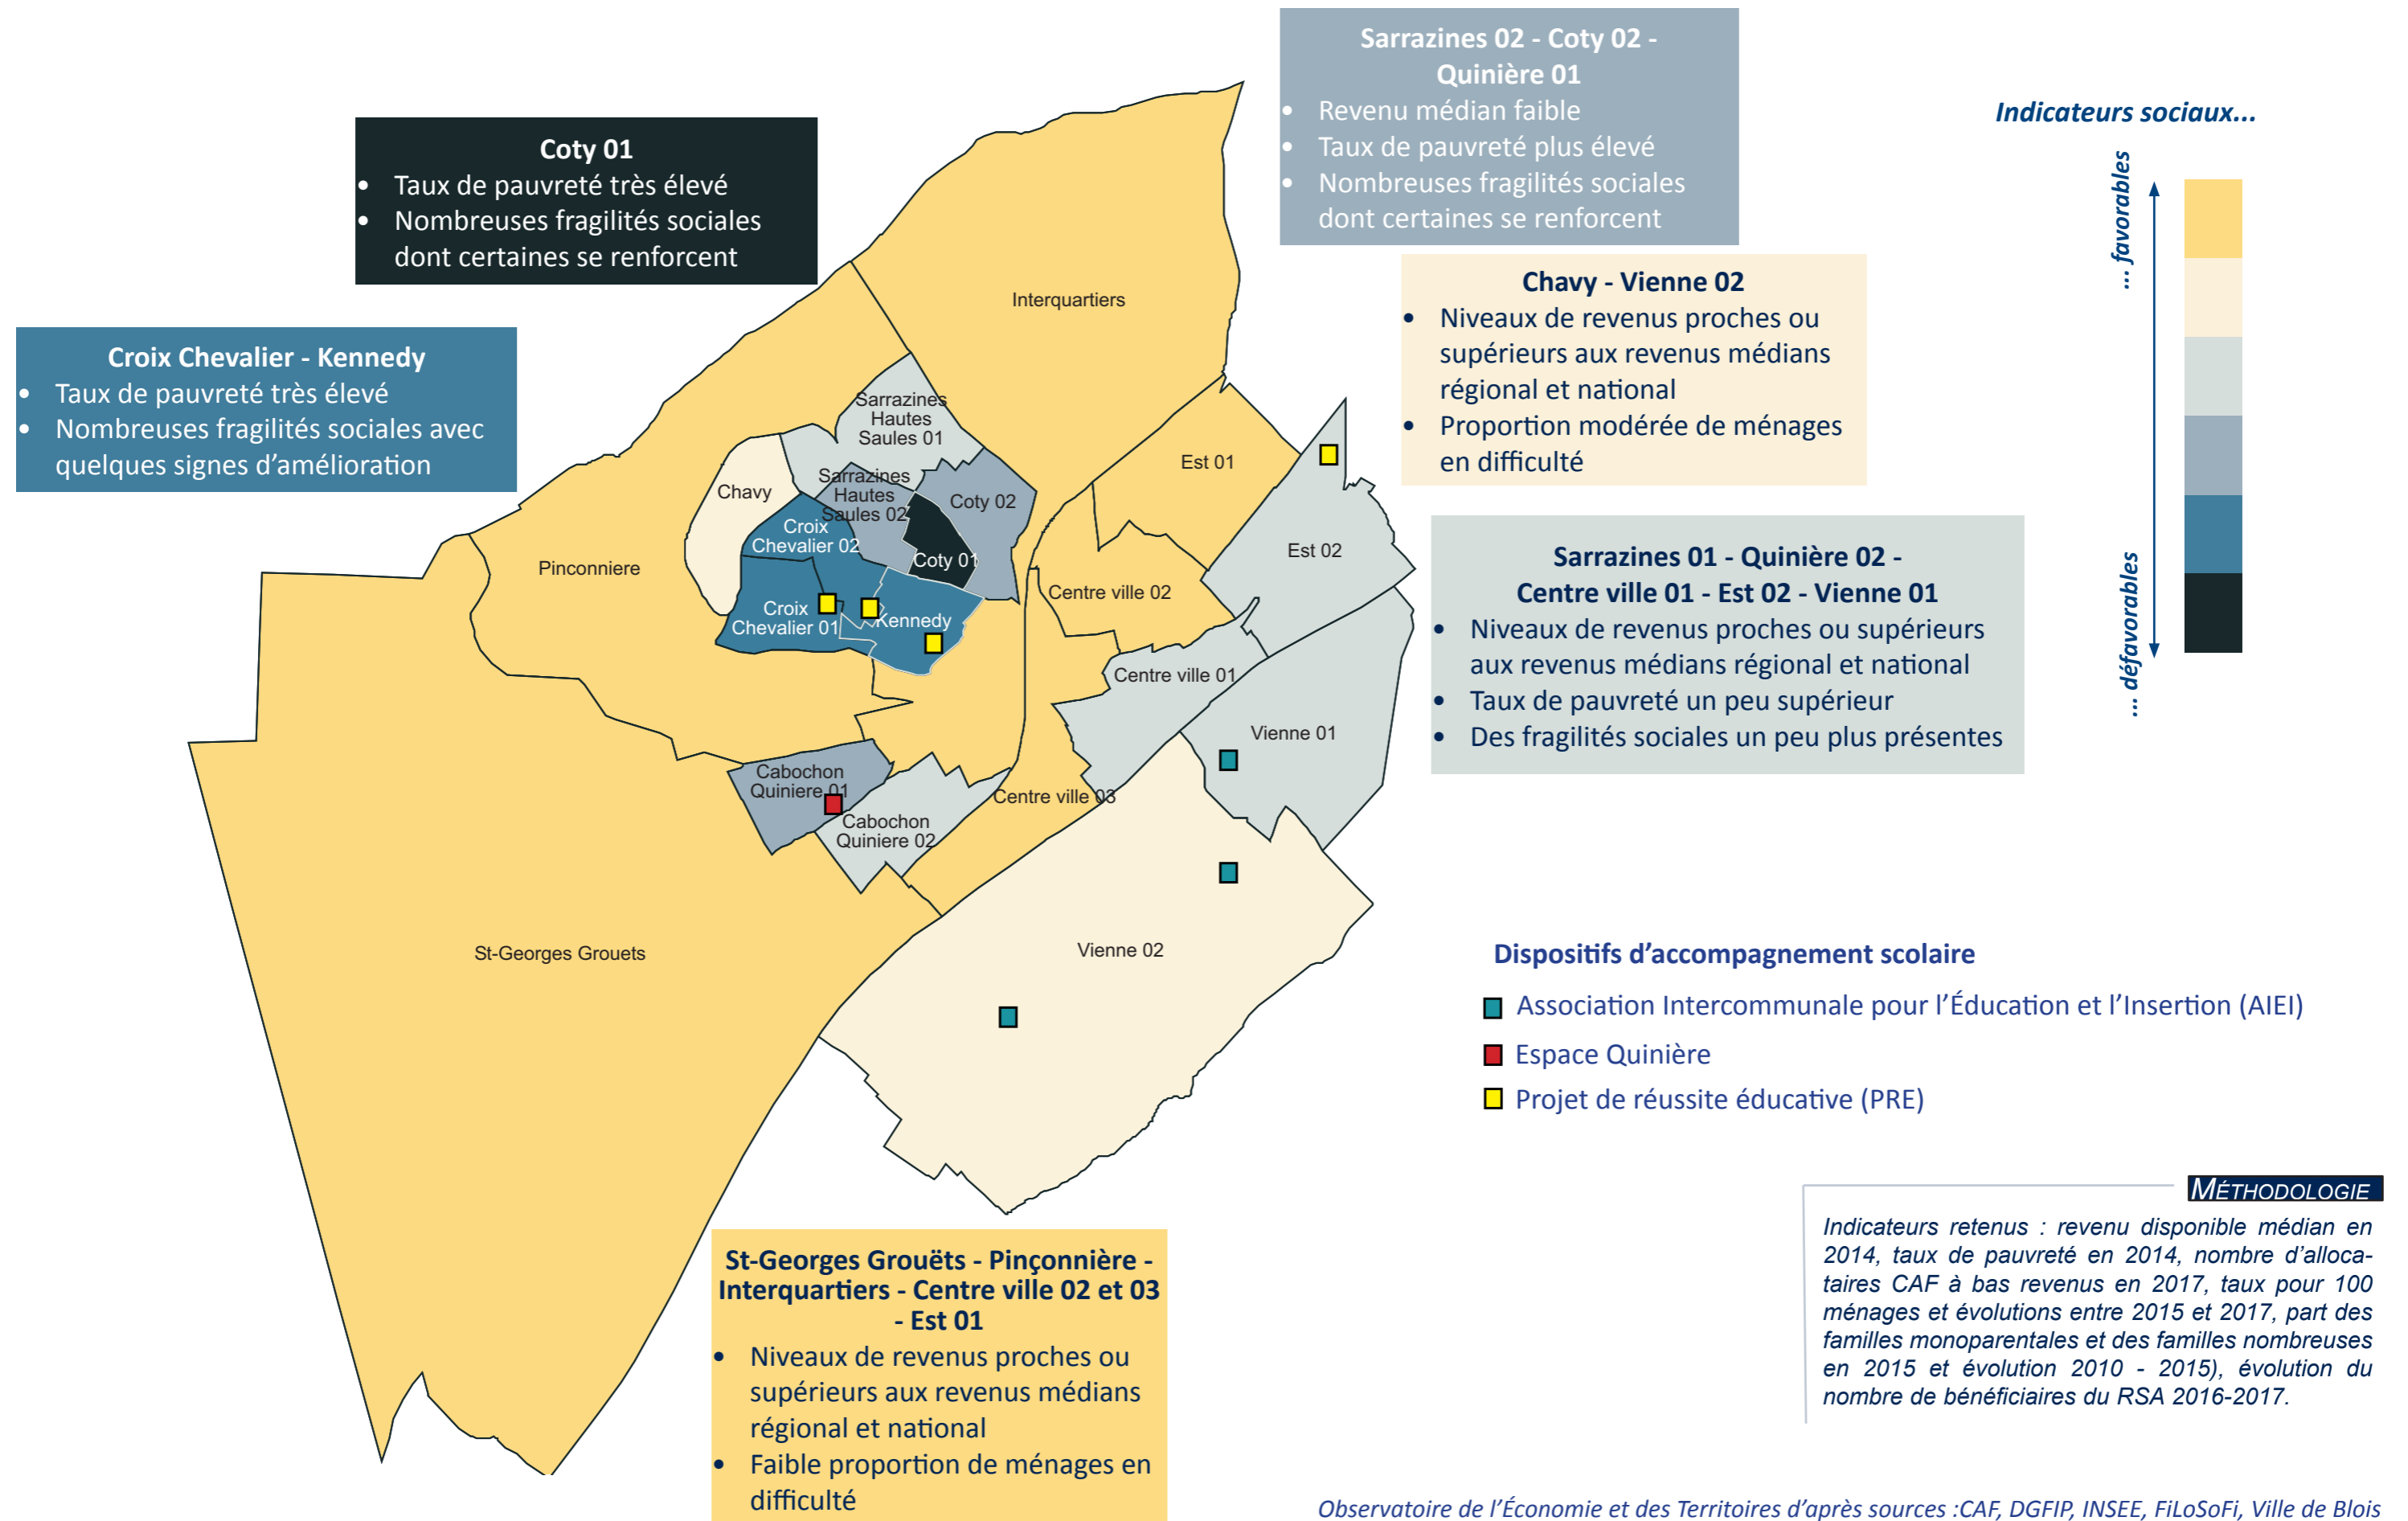 Sarrazines 02 - Coty 02 -
Quinière 01
• Revenu médian faible
• Taux de pauvreté plus élevé
• Nombreuses fragilités sociales
dont certaines se renforcent
Indicateurs sociaux...
... favorables
... défavorables
Coty 01
• Taux de pauvreté très élevé
• Nombreuses fragilités sociales
dont certaines se renforcent
Croix Chevalier - Kennedy
• Taux de pauvreté très élevé
• Nombreuses fragilités sociales avec
quelques signes d’amélioration
Chavy - Vienne 02
• Niveaux de revenus proches ou
supérieurs aux revenus médians
régional et national
• Proportion modérée de ménages
en difficulté
Sarrazines 01 - Quinière 02 -
Centre ville 01 - Est 02 - Vienne 01
• Niveaux de revenus proches ou supérieurs
aux revenus médians régional et national
• Taux de pauvreté un peu supérieur
• Des fragilités sociales un peu plus présentes
Interquartiers
Sarrazines
Hautes
Saules 01
Est 01
Sarrazines
Hautes
Saules 02
Chavy
Coty 02
Croix
Chevalier 02
Est 02
Coty 01
Pinconniere
Centre ville 02
Croix
Chevalier 01
Kennedy
Centre ville 01
Vienne 01
Cabochon
Quiniere 01
Centre ville 03
Cabochon
Quiniere 02
St-Georges Grouets
Vienne 02
Dispositifs d’accompagnement scolaire
Association Intercommunale pour l’Éducation et l’Insertion (AIEI)
Espace Quinière
Projet de réussite éducative (PRE)
MÉTHODOLOGIE
Indicateurs retenus : revenu disponible médian en
2014, taux de pauvreté en 2014, nombre d’alloca-
taires CAF à bas revenus en 2017, taux pour 100
ménages et évolutions entre 2015 et 2017, part des
familles monoparentales et des familles nombreuses
en 2015 et évolution 2010 - 2015), évolution du
nombre de bénéficiaires du RSA 2016-2017.
St-Georges Grouëts - Pinçonnière -
Interquartiers - Centre ville 02 et 03
- Est 01
• Niveaux de revenus proches ou
supérieurs aux revenus médians
régional et national
• Faible proportion de ménages en
difficulté
Observatoire de l’Économie et des Territoires d’après sources :CAF, DGFIP, INSEE, FiLoSoFi, Ville de Blois